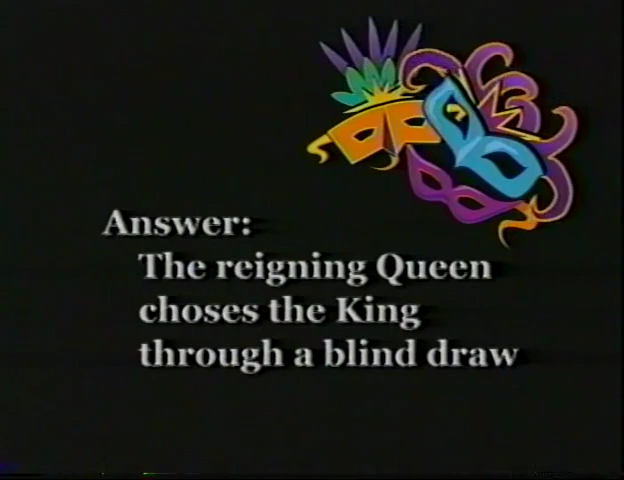 Answer:
The reigning Queen
choses the King
through a blind draw